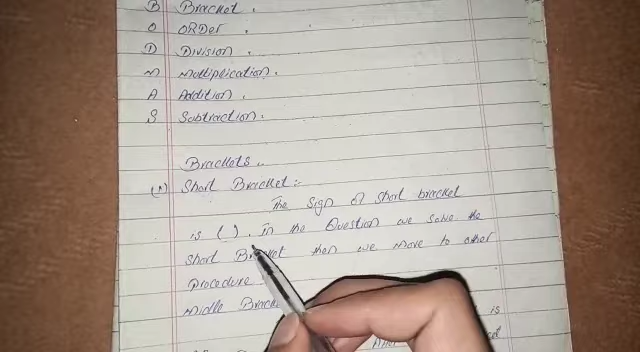 B Bracket.
O ORDer.
D Division.
M Multiplication.
A Addition.
S Subtraction.
Brackets..
Short Bracket:-
The Sign of short bracket
is ( ). In the Question we solve the
Short Bracket then we move to other
Procedure
Midle
is